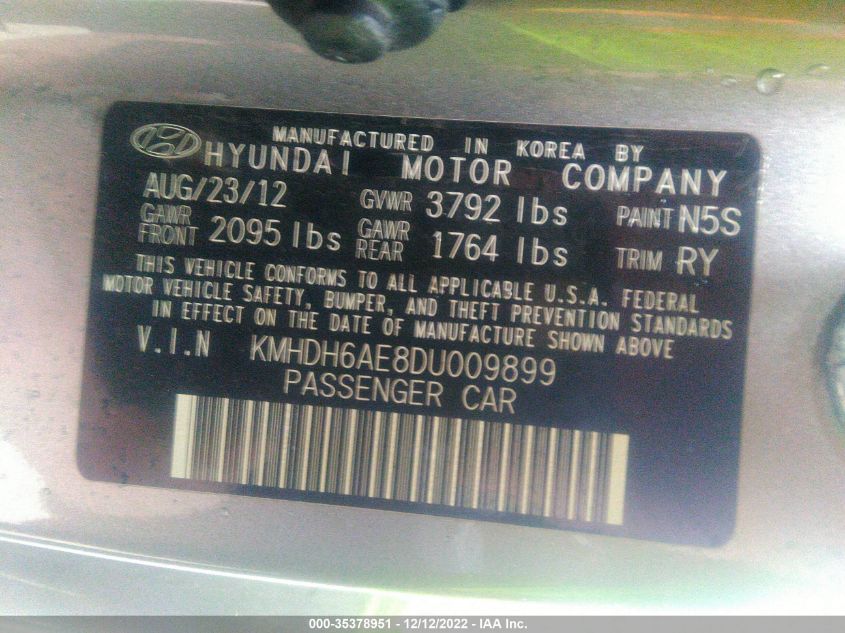 MANUFACTURED IN KOREA BY
HYUNDAI MOTOR COMPANY
AUG/23/12 GVWR 3792 lbs PAINT N5S
GAWR FRONT 2095 lbs GAWR REAR 1764 lbs TRIM RY
THIS VEHICLE CONFORMS TO ALL APPLICABLE U.S.A. FEDERAL
MOTOR VEHICLE SAFETY, BUMPER, AND THEFT PREVENTION STANDARDS
IN EFFECT ON THE DATE OF MANUFACTURE SHOWN ABOVE
V.I.N KMHDH6AE8DU009899
PASSENGER CAR
000-35378951 - 12/12/2022 - IAA Inc.